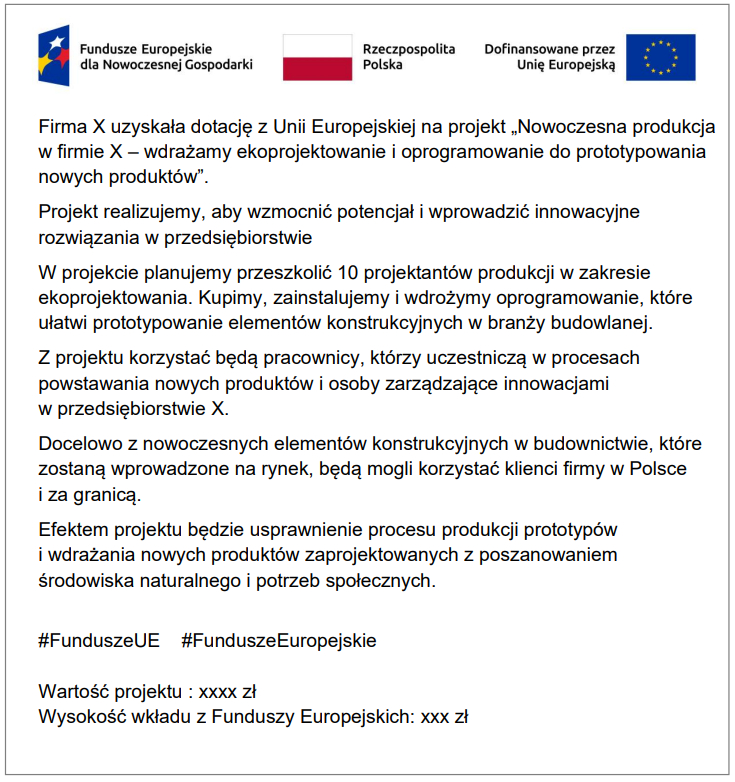 Fundusze Europejskie
dla Nowoczesnej Gospodarki
Rzeczpospolita
Polska
Dofinansowane przez
Unię Europejską
Firma X uzyskała dotację z Unii Europejskiej na projekt „Nowoczesna produkcja
w firmie X – wdrażamy ekoprojektowanie i oprogramowanie do prototypowania
nowych produktów”.
Projekt realizujemy, aby wzmocnić potencjał i wprowadzić innowacyjne
rozwiązania w przedsiębiorstwie
W projekcie planujemy przeszkolić 10 projektantów produkcji w zakresie
ekoprojektowania. Kupimy, zainstalujemy i wdrożymy oprogramowanie, które
ułatwi prototypowanie elementów konstrukcyjnych w branży budowlanej.
Z projektu korzystać będą pracownicy, którzy uczestniczą w procesach
powstawania nowych produktów i osoby zarządzające innowacjami
w przedsiębiorstwie X.
Docelowo z nowoczesnych elementów konstrukcyjnych w budownictwie, które
zostaną wprowadzone na rynek, będą mogli korzystać klienci firmy w Polsce
i za granicą.
Efektem projektu będzie usprawnienie procesu produkcji prototypów
i wdrażania nowych produktów zaprojektowanych z poszanowaniem
środowiska naturalnego i potrzeb społecznych.
#FunduszeUE #FunduszeEuropejskie
Wartość projektu : xxxx zł
Wysokość wkładu z Funduszy Europejskich: xxx zł